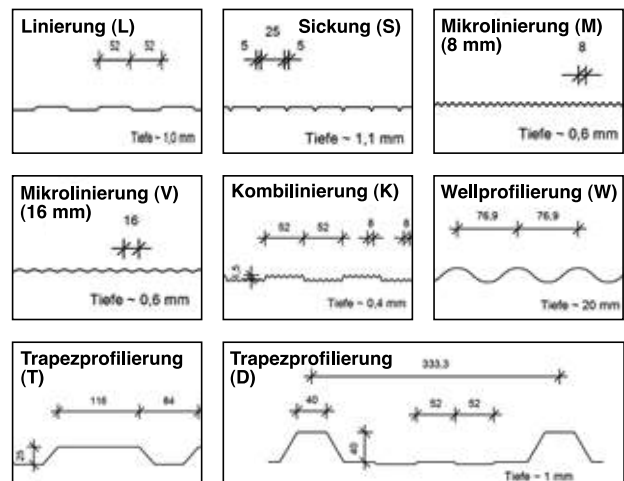 Linierung (L)
52 52
Tiefe ~ 1,0 mm
Sickung (S)
25
5 5
Tiefe ~ 1,1 mm
Mikrolinierung (M)
(8 mm)
8
Tiefe ~ 0,6 mm
Mikrolinierung (V)
(16 mm)
16
Tiefe ~ 0,6 mm
Kombilinierung (K)
52 52 8 8
Tiefe ~ 0,4 mm
Wellprofilierung (W)
76,9 76,9
Tiefe ~ 20 mm
Trapezprofilierung
(T)
116 84
25
Trapezprofilierung
(D)
333,3
40
52 52
40
Tiefe ~ 1 mm